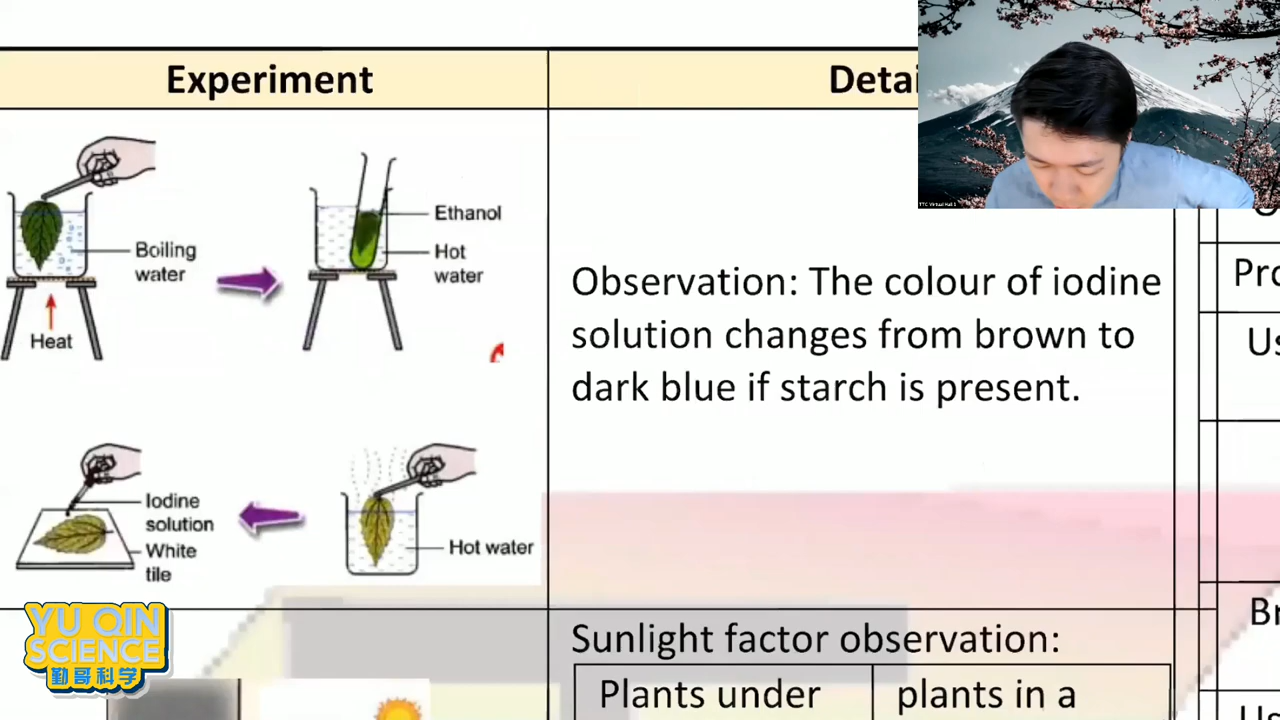 Experiment
Detai
Ethanol
Boiling
water
Hot
water
Heat
Observation: The colour of iodine
solution changes from brown to
dark blue if starch is present.
Pro
Us
Iodine
solution
White
tile
Hot water
YU QIN
SCIENCE
勤哥科学
Sunlight factor observation:
Plants under
plants in a
Br
Us